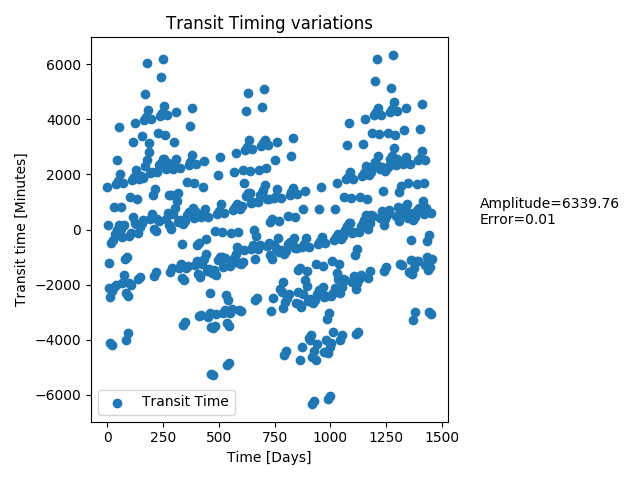 Transit Timing variations
6000
4000
2000
0
−2000
−4000
−6000
Transit time [Minutes]
Transit Time
0 250 500 750 1000 1250 1500
Time [Days]
Amplitude=6339.76
Error=0.01